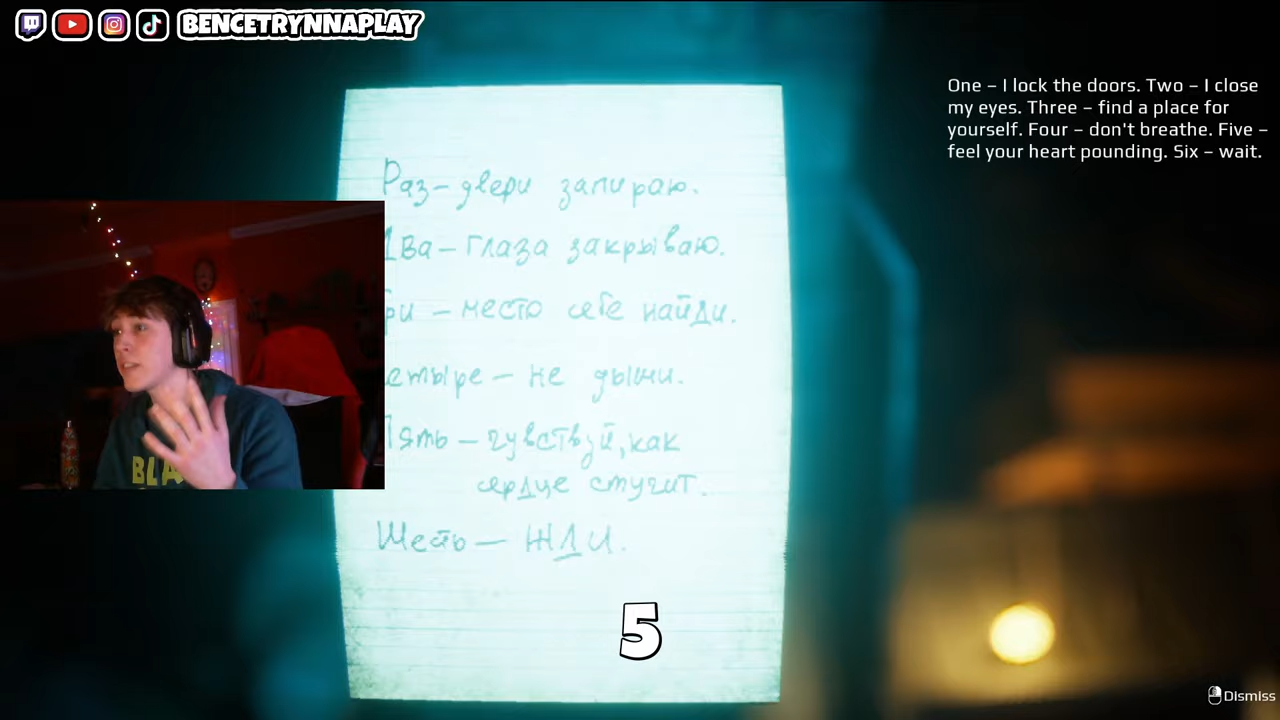 BENCETRYNNAPLAY
One – I lock the doors. Two – I close
my eyes. Three – find a place for
yourself. Four – don't breathe. Five –
feel your heart pounding. Six – wait.
Раз – двери запираю.
два – глаза закрываю.
ри – место себе найди.
етыре – не дыши.
Пять – чувствуй, как
сердце стучит.
Шесть – ЖДИ.
BLA
5
Dismiss